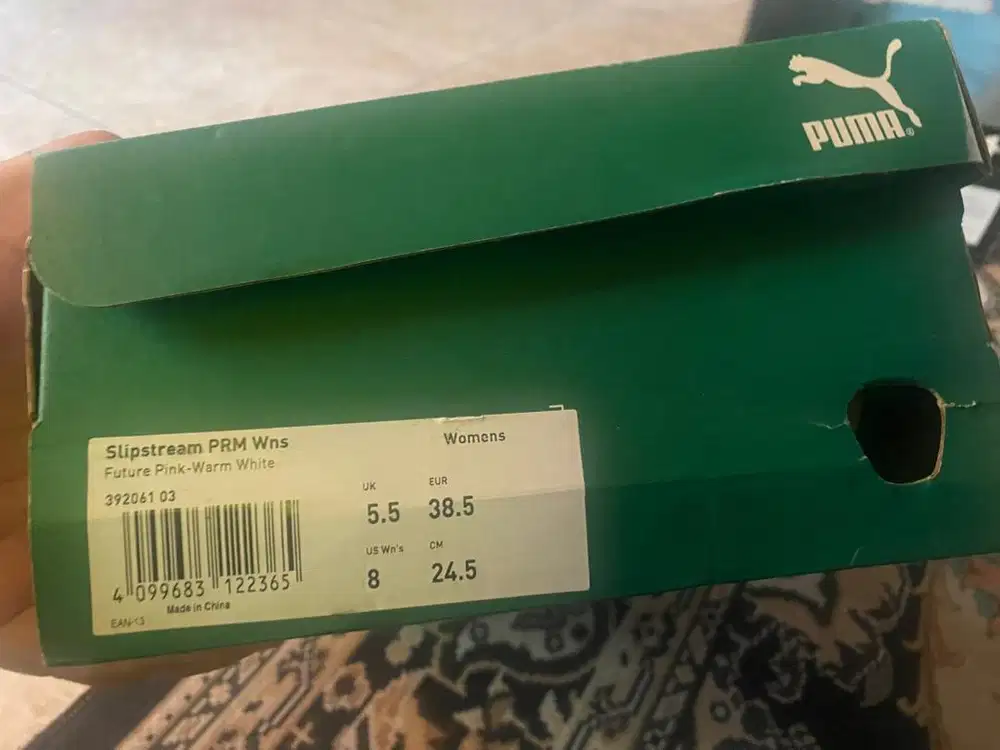 PUMA®
Slipstream PRM Wns
Future Pink-Warm White
392061 03
4 099683 122365
Made in China
EAN-13
Womens
UK
5.5
EUR
38.5
US Wn's
8
CM
24.5